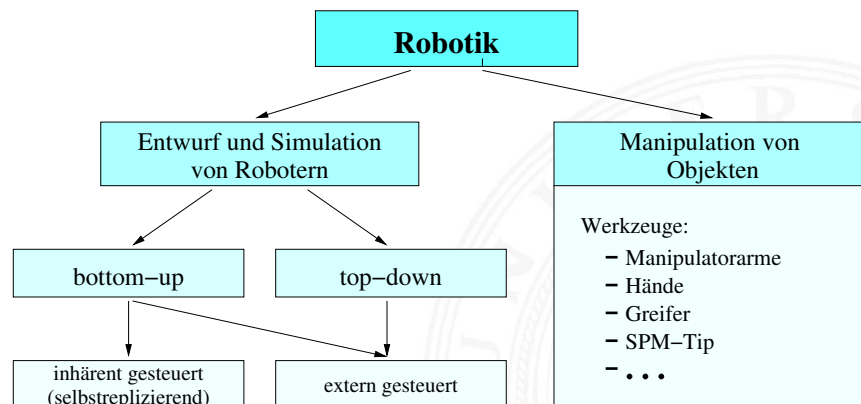 Robotik
Entwurf und Simulation
von Robotern
Manipulation von
Objekten
Werkzeuge:
− Manipulatorarme
− Hände
− Greifer
− SPM−Tip
− . . .
bottom−up
top−down
inhärent gesteuert
(selbstreplizierend)
extern gesteuert